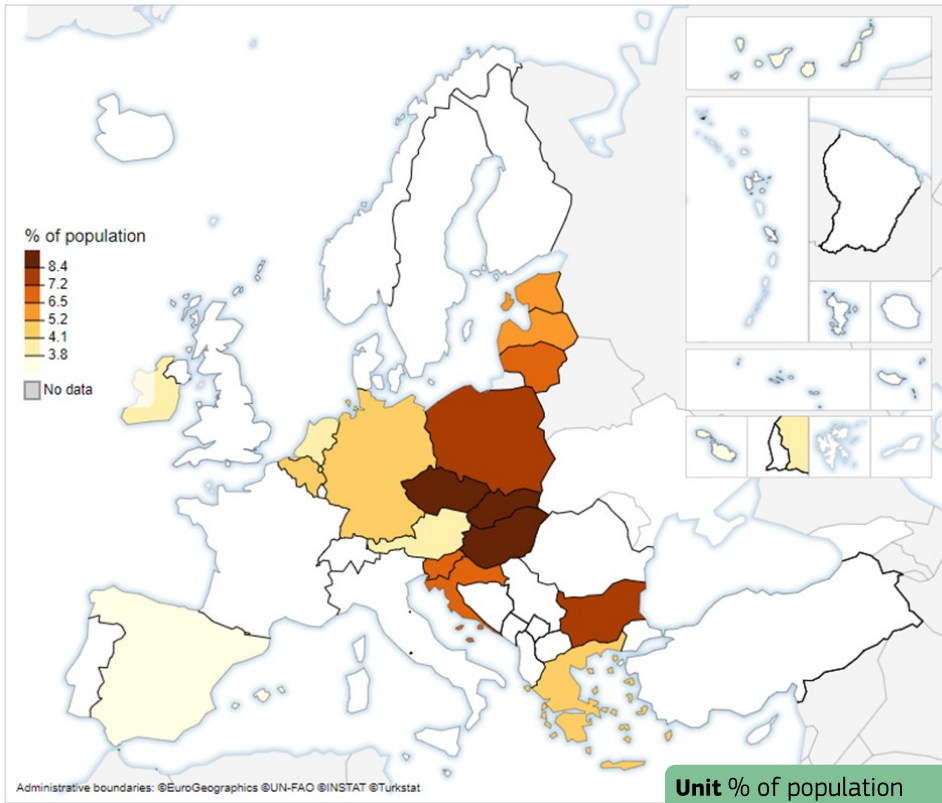 % of population
8.4
7.2
6.5
5.2
4.1
3.8
No data
Administrative boundaries: ©EuroGeographics ©UN-FAO ©INSTAT ©Turkstat
Unit % of population